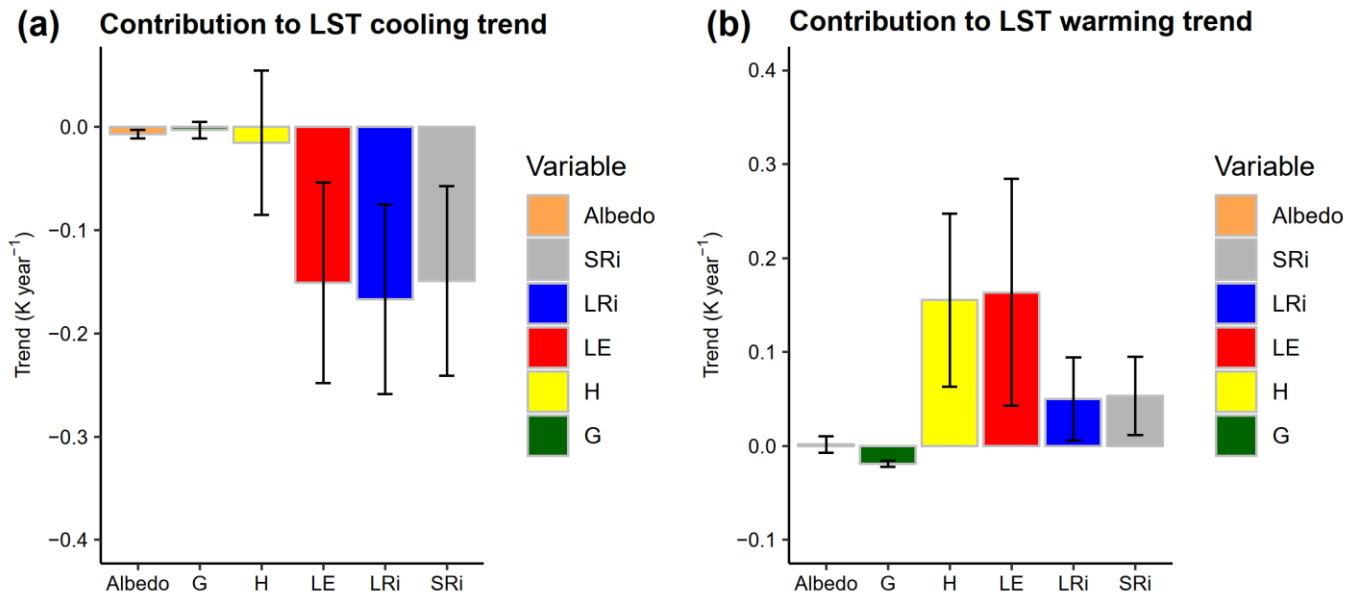 (a) Contribution to LST cooling trend
Trend (K year⁻¹)
0.0
−0.1
−0.2
−0.3
−0.4
Albedo G H LE LRi SRi
Variable
Albedo
SRi
LRi
LE
H
G
(b) Contribution to LST warming trend
Trend (K year⁻¹)
0.4
0.3
0.2
0.1
0.0
−0.1
Albedo G H LE LRi SRi
Variable
Albedo
SRi
LRi
LE
H
G